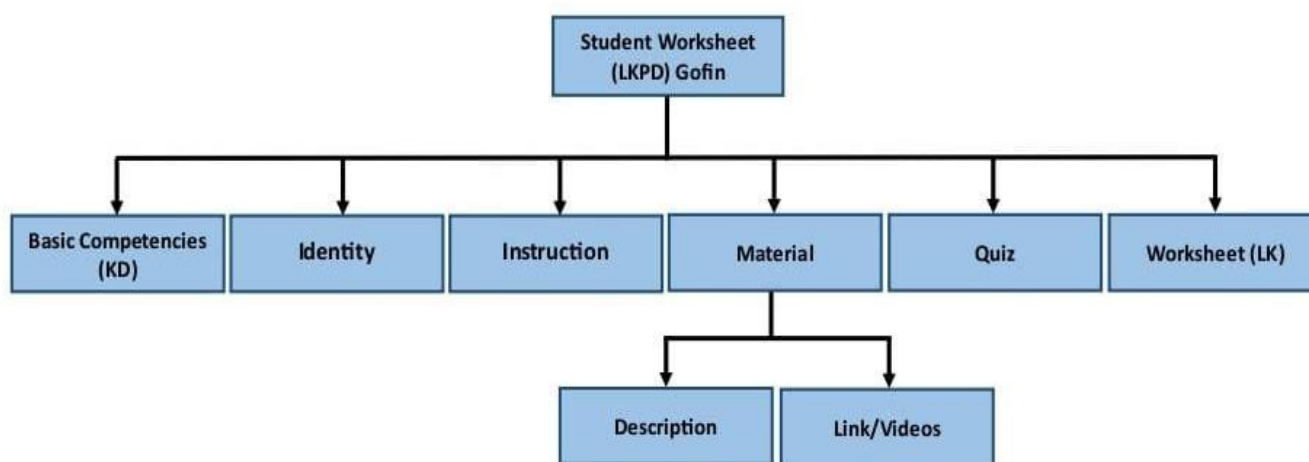 Student Worksheet
(LKPD) Gofin
Basic Competencies
(KD)
Identity
Instruction
Material
Quiz
Worksheet (LK)
Description
Link/Videos